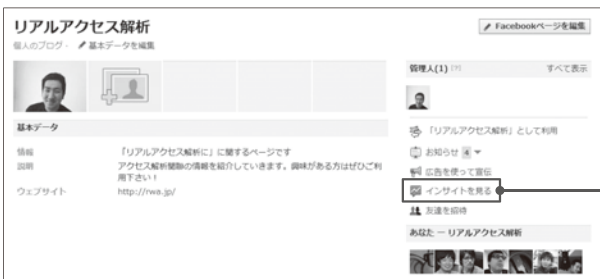 リアルアクセス解析
個人のブログ · 基本データを編集
Facebookページを編集
管理人(1) [?] すべて表示
基本データ
情報 「リアルアクセス解析に」に関するページです
説明 アクセス解析関聯の情報を紹介していきます。興味がある方はぜひご利
用下さい！
ウェブサイト http://rwa.jp/
「リアルアクセス解析」として利用
お知らせ 4
広告を使って宣伝
インサイトを見る
友達を招待
あなた — リアルアクセス解析